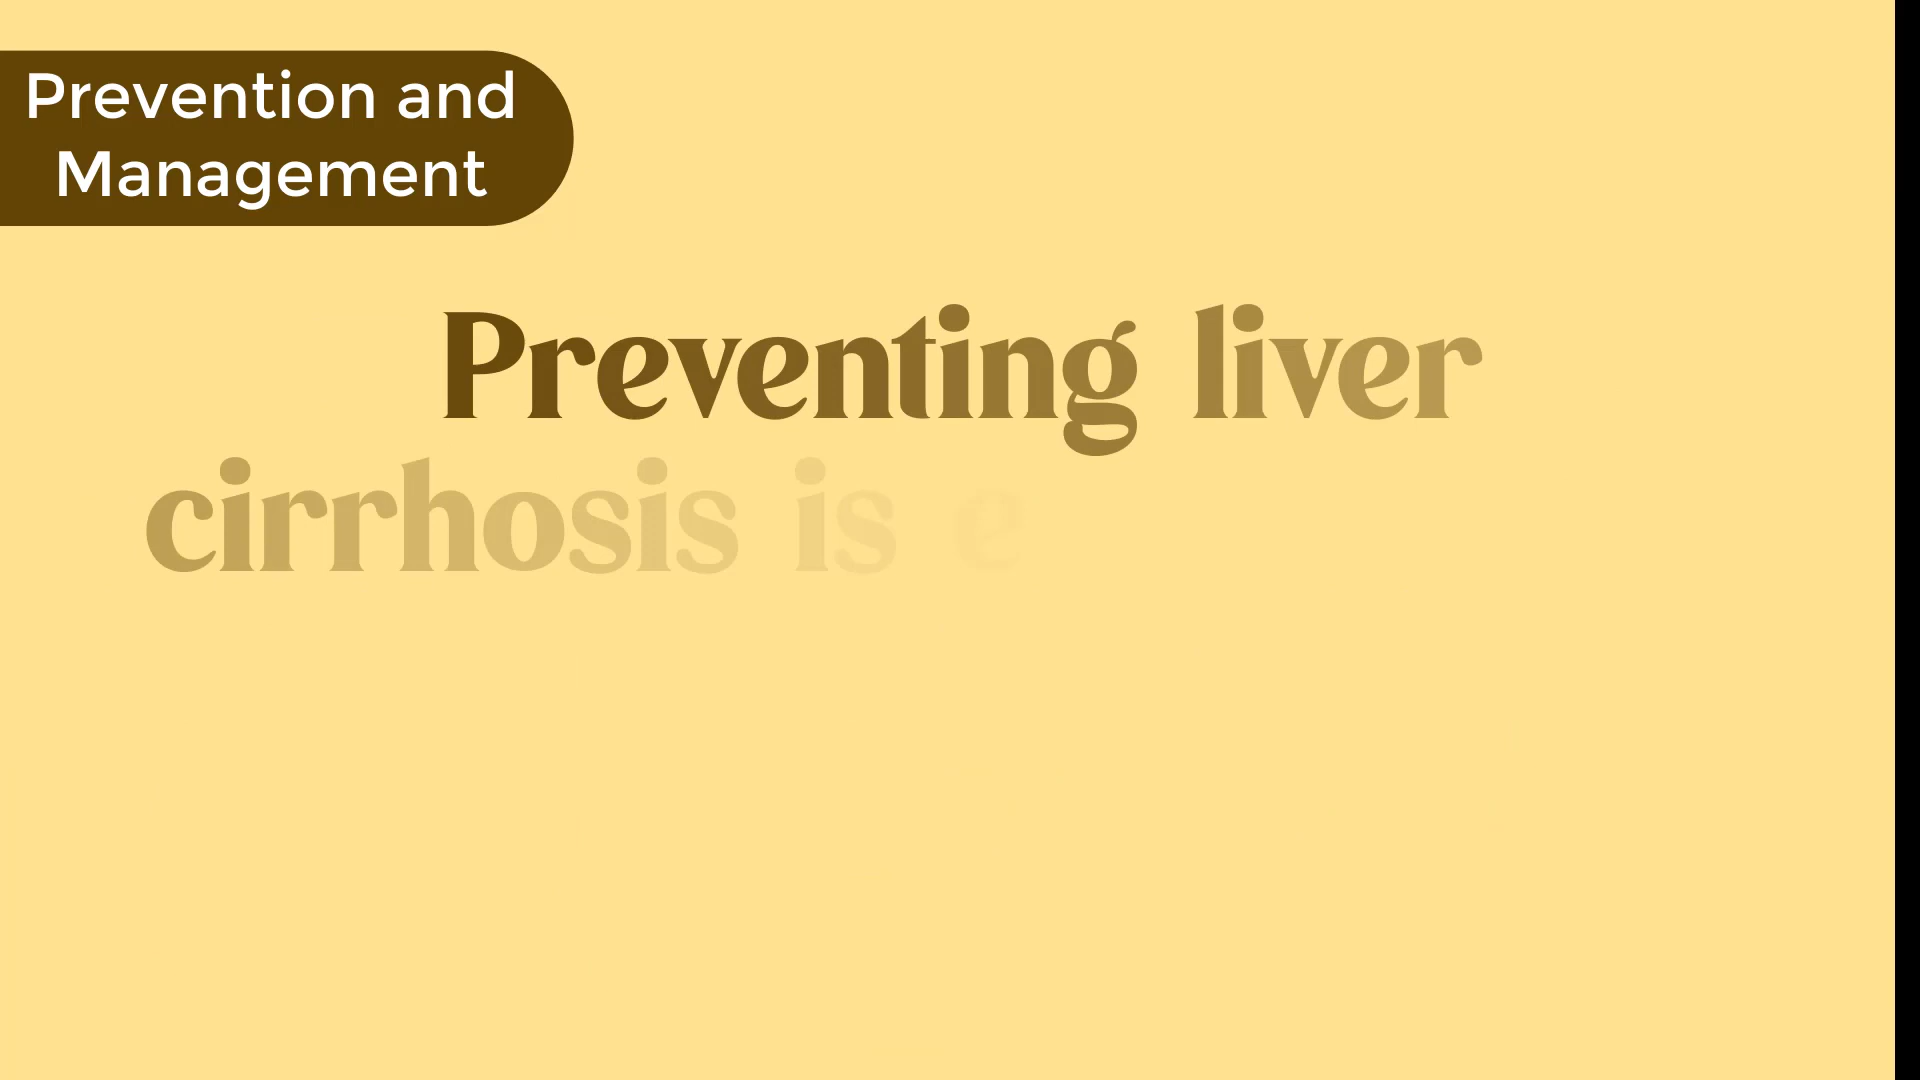 Prevention and
Management
Preventing liver
cirrhosis is e